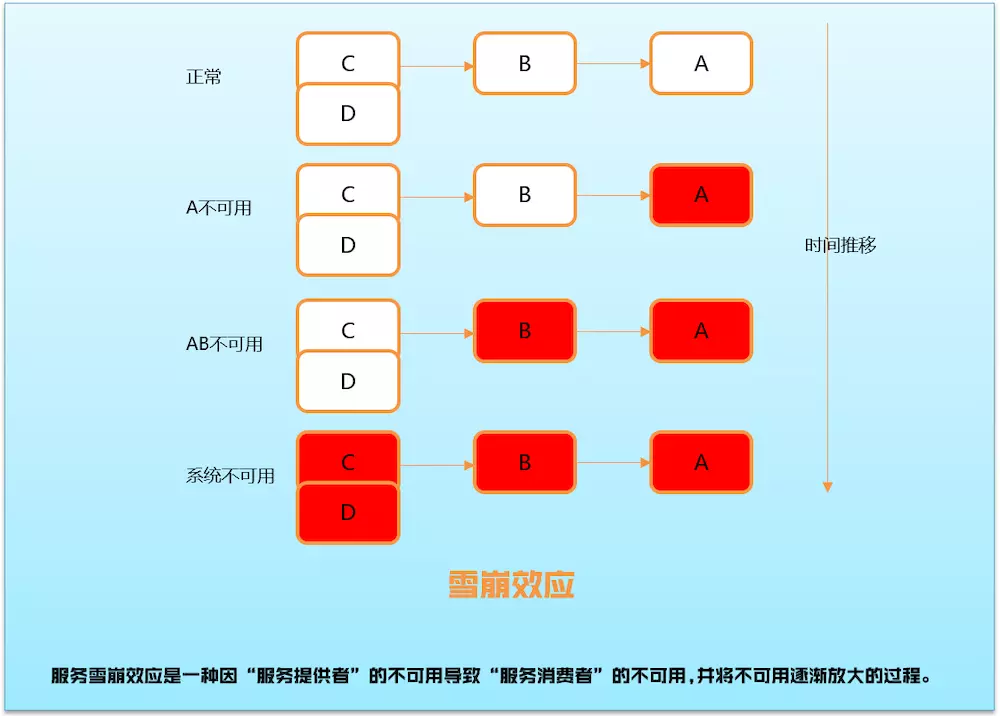 正常
C
B
A
D
A不可用
C
B
A
D
时间推移
AB不可用
C
B
A
D
系统不可用
C
B
A
D
雪崩效应
服务雪崩效应是一种因“服务提供者”的不可用导致“服务消费者”的不可用,并将不可用逐渐放大的过程。